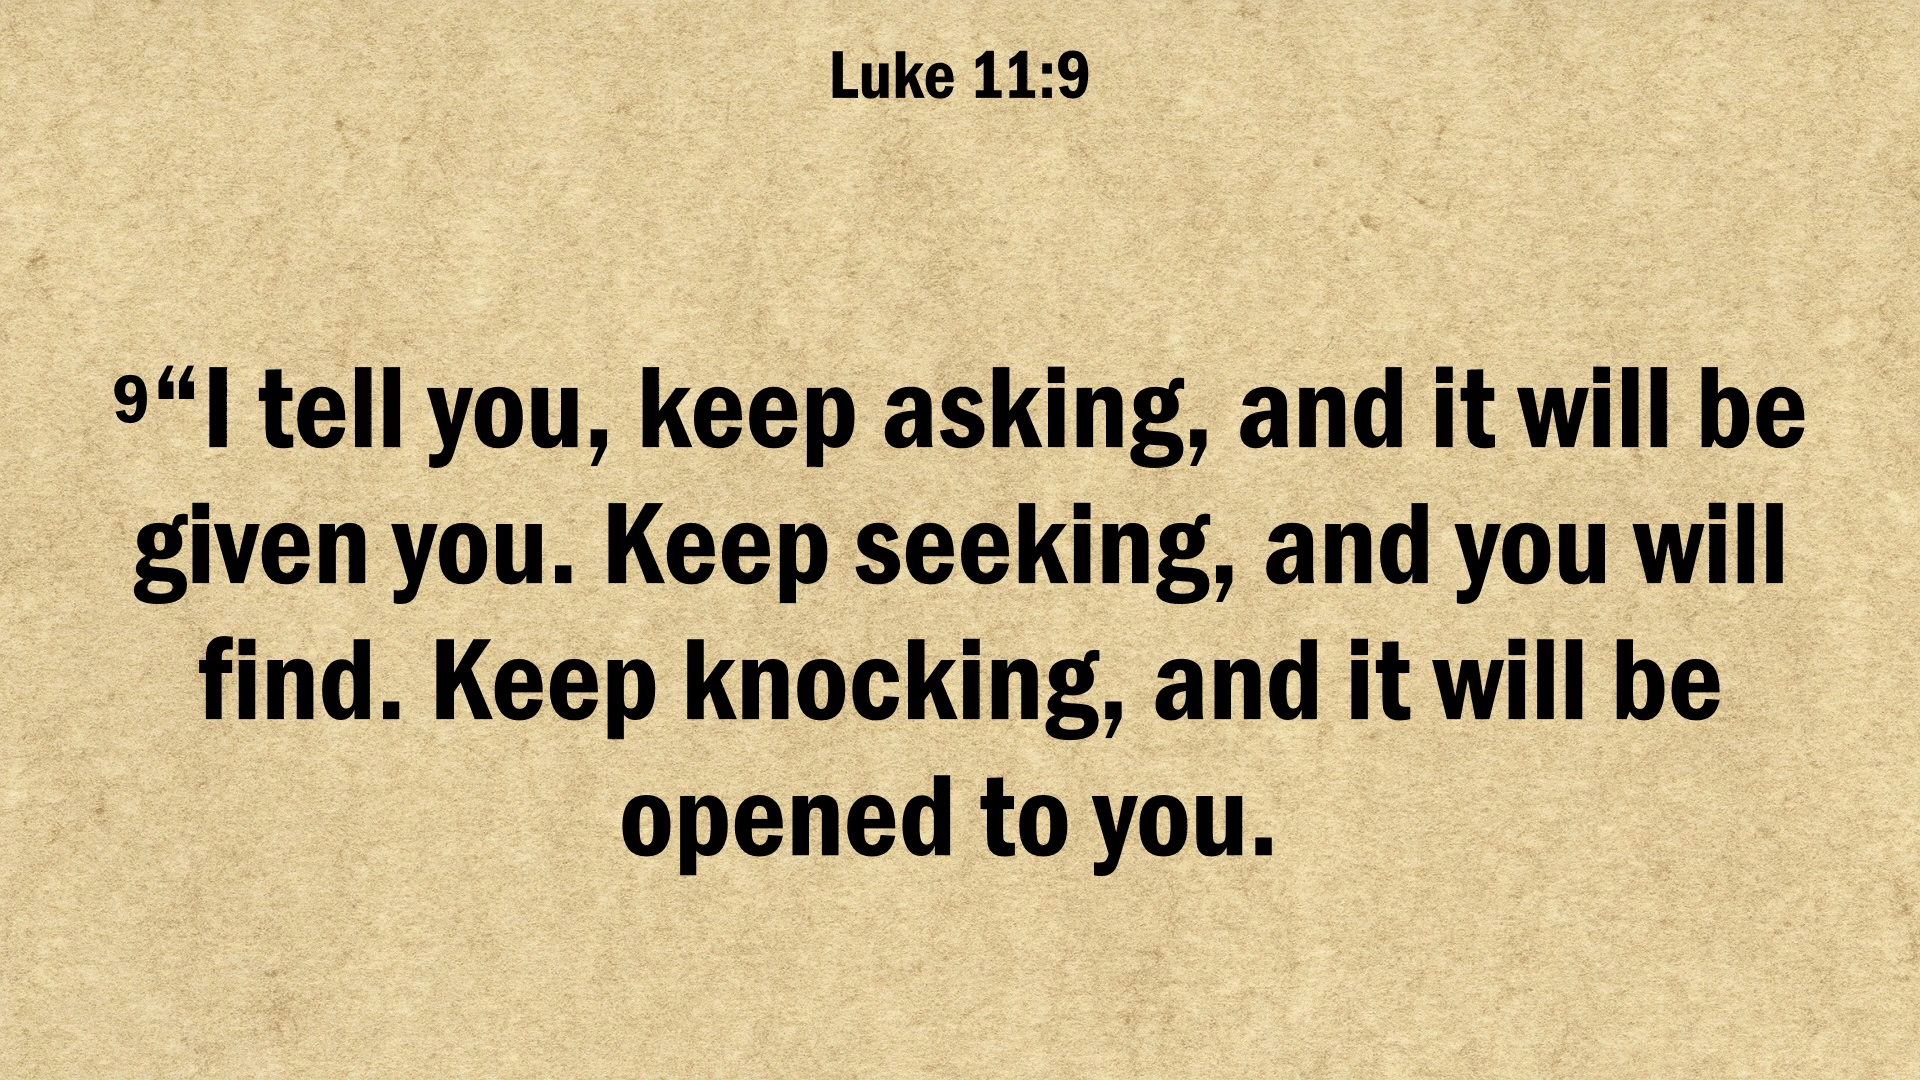 Luke 11:9
⁹“I tell you, keep asking, and it will be
given you. Keep seeking, and you will
find. Keep knocking, and it will be
opened to you.